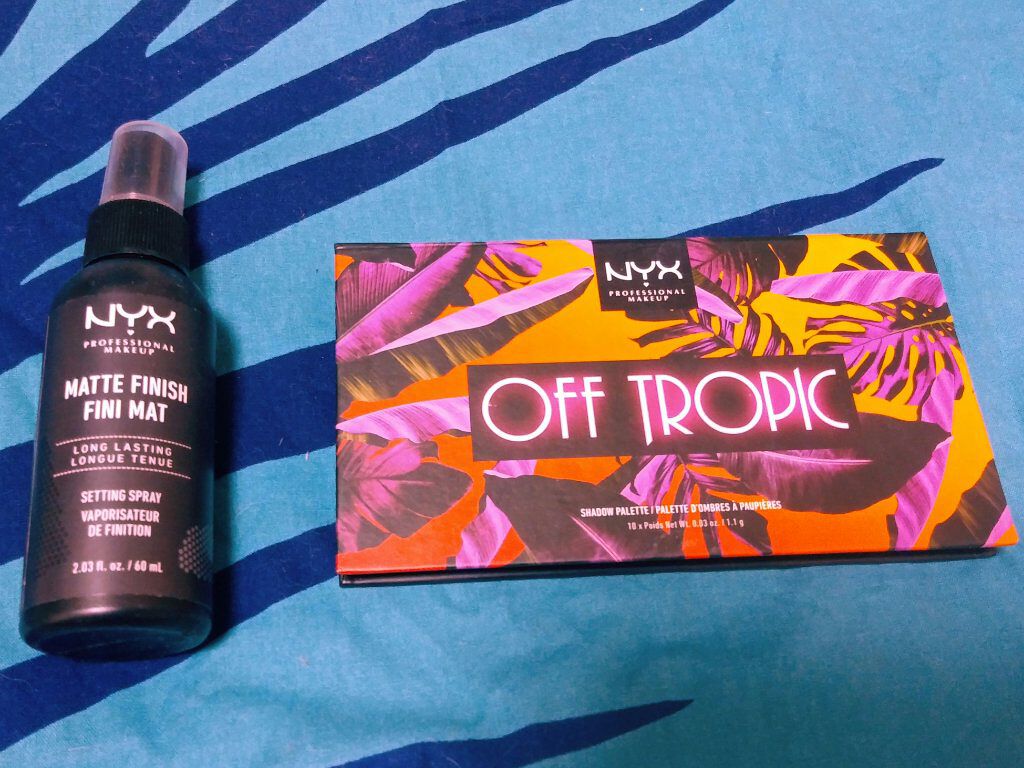 NYX
PROFESSIONAL
MAKEUP
MATTE FINISH
FINI MAT
LONG LASTING
LONGUE TENUE
SETTING SPRAY
VAPORISATEUR
DE FINITION
2.03 fl. oz. / 60 mL
NYX
PROFESSIONAL
MAKEUP
OFF TROPIC
SHADOW PALETTE / PALETTE D'OMBRES À PAUPIÈRES
10 x Poids Net Wt. 0.03 oz. / 1.1 g